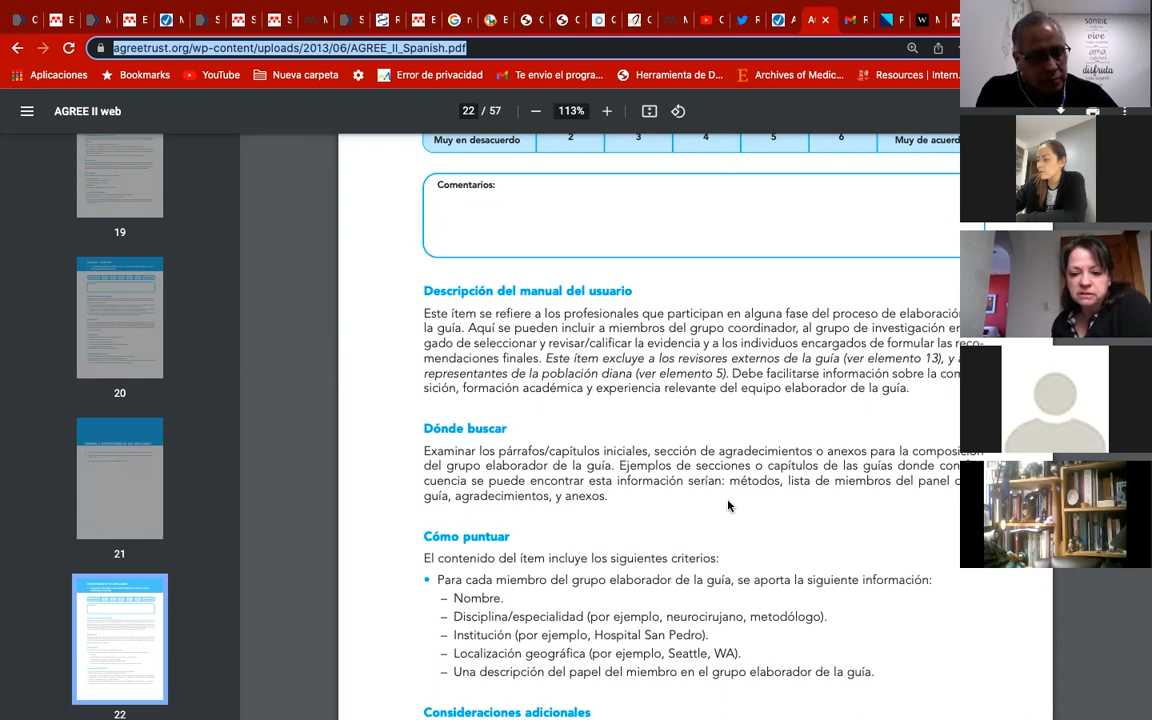 agreetrust.org/wp-content/uploads/2013/06/AGREE_II_Spanish.pdf
Aplicaciones
Bookmarks
YouTube
Nueva carpeta
Error de privacidad
Te envio el progra...
Herramienta de D...
Archives of Medic...
Resources | Intern...
AGREE II web
22 / 57
113%
SONRIE
vive
ama
disfruta
19
20
21
22
Muy en desacuerdo 2 3 4 5 6 Muy de acuerd
Comentarios:
Descripción del manual del usuario
Este ítem se refiere a los profesionales que participan en alguna fase del proceso de elaboració
la guía. Aquí se pueden incluir a miembros del grupo coordinador, al grupo de investigación en
gado de seleccionar y revisar/calificar la evidencia y a los individuos encargados de formular las reco-
mendaciones finales. Este ítem excluye a los revisores externos de la guía (ver elemento 13), y a
representantes de la población diana (ver elemento 5). Debe facilitarse información sobre la com
sición, formación académica y experiencia relevante del equipo elaborador de la guía.
Dónde buscar
Examinar los párrafos/capítulos iniciales, sección de agradecimientos o anexos para la composición
del grupo elaborador de la guía. Ejemplos de secciones o capítulos de las guías donde con
cuencia se puede encontrar esta información serían: métodos, lista de miembros del panel
guía, agradecimientos, y anexos.
Cómo puntuar
El contenido del ítem incluye los siguientes criterios:
• Para cada miembro del grupo elaborador de la guía, se aporta la siguiente información:
– Nombre.
– Disciplina/especialidad (por ejemplo, neurocirujano, metodólogo).
– Institución (por ejemplo, Hospital San Pedro).
– Localización geográfica (por ejemplo, Seattle, WA).
– Una descripción del papel del miembro en el grupo elaborador de la guía.
Consideraciones adicionales